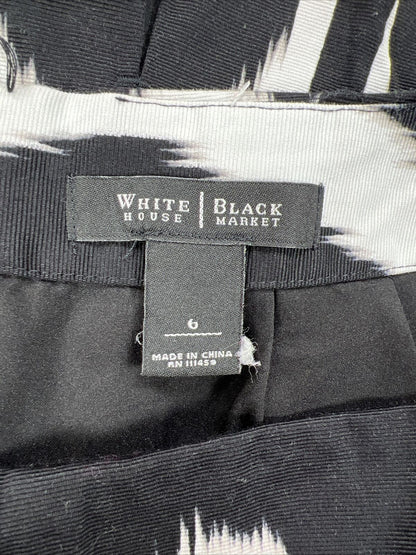 WHITE | BLACK
HOUSE | MARKET
6
MADE IN CHINA
RN 111459